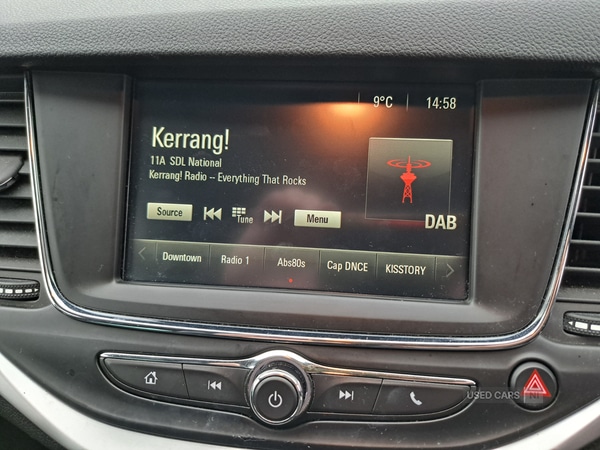 9°C 14:58
Kerrang!
11A SDL National
Kerrang! Radio -- Everything That Rocks
Source Tune Menu
DAB
Downtown Radio 1 Abs80s Cap DNCE KISSTORY
USED CARS NI